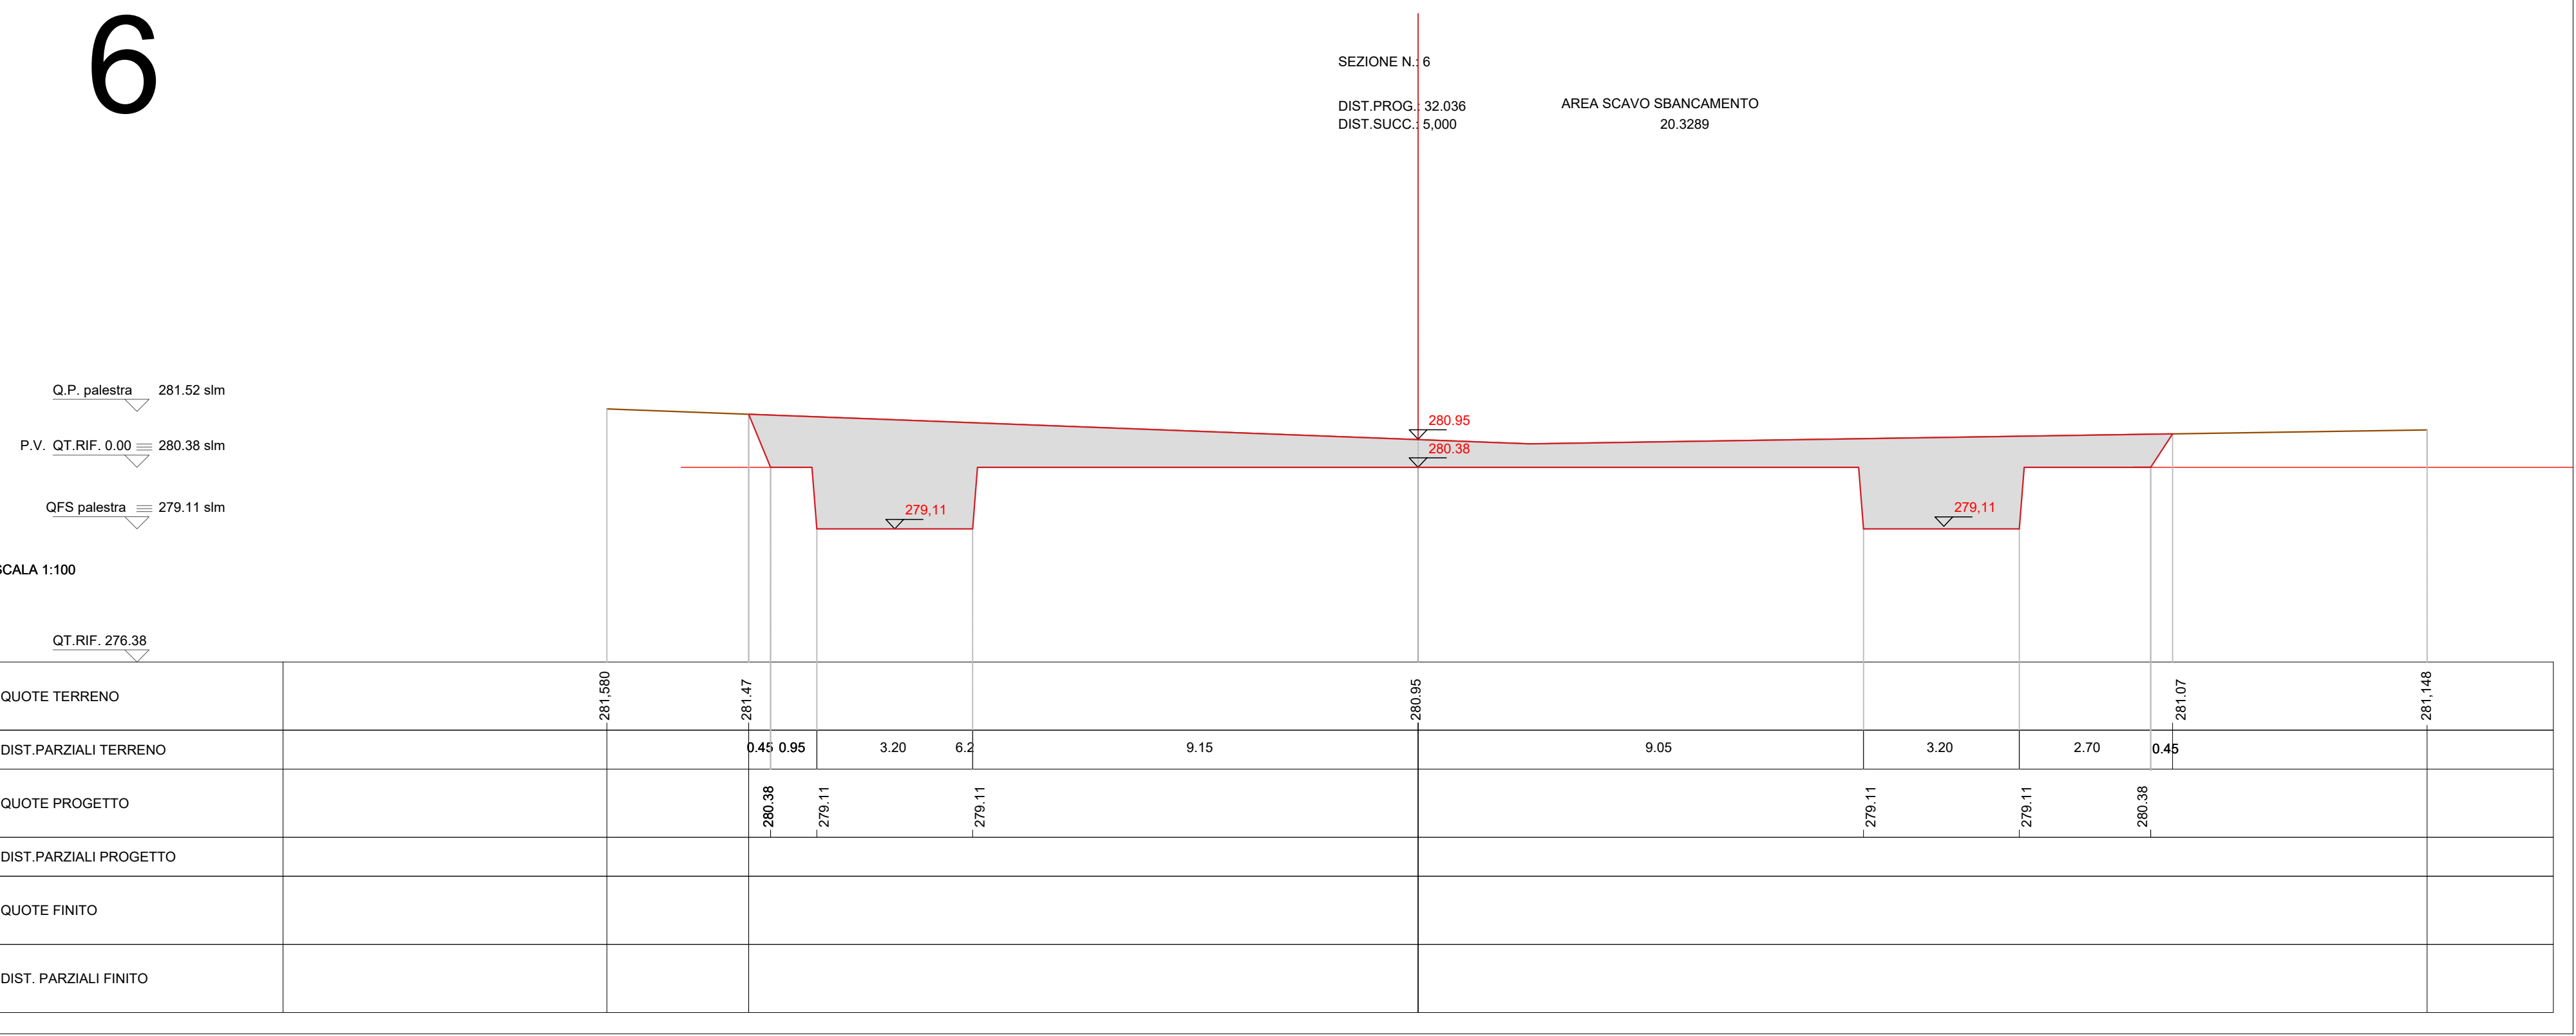 6
SEZIONE N.: 6
DIST.PROG.: 32.036
DIST.SUCC.: 5,000
AREA SCAVO SBANCAMENTO
20.3289
Q.P. palestra 281.52 slm
P.V. QT.RIF. 0.00 280.38 slm
QFS palestra 279.11 slm
280.95
280.38
279,11
279,11
SCALA 1:100
QT.RIF. 276.38
QUOTE TERRENO 281,580 281.47 280.95 281.07 281,148
DIST.PARZIALI TERRENO 0.45 0.95 3.20 6.2 9.15 9.05 3.20 2.70 0.45
QUOTE PROGETTO 280.38 279.11 279.11 279.11 279.11 280.38
DIST.PARZIALI PROGETTO
QUOTE FINITO
DIST. PARZIALI FINITO